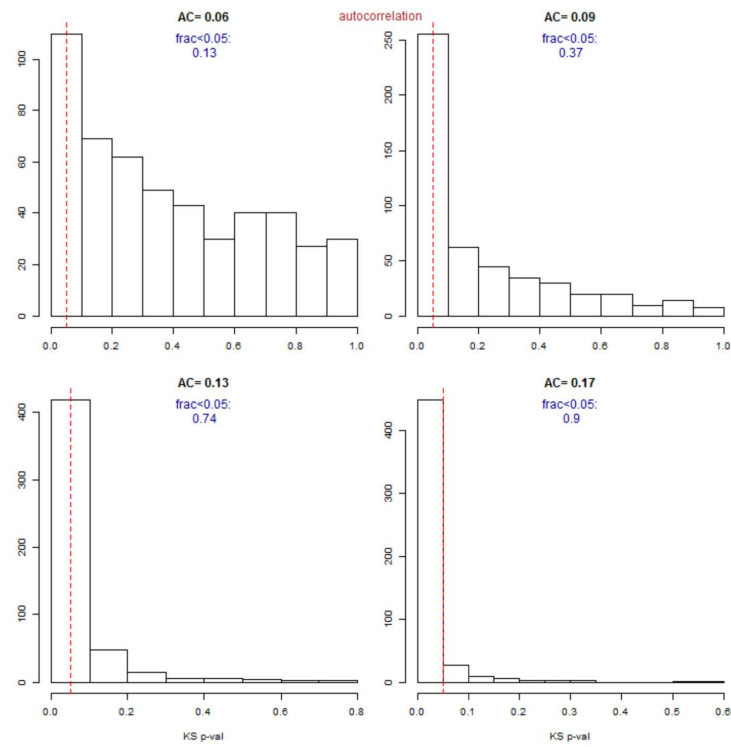 autocorrelation
AC= 0.06
frac<0.05:
0.13
0 20 40 60 80 100
0.0 0.2 0.4 0.6 0.8 1.0
AC= 0.09
frac<0.05:
0.37
0 50 100 150 200 250
0.0 0.2 0.4 0.6 0.8 1.0
AC= 0.13
frac<0.05:
0.74
0 100 200 300 400
0.0 0.2 0.4 0.6 0.8
KS p-val
AC= 0.17
frac<0.05:
0.9
0 100 200 300 400
0.0 0.1 0.2 0.3 0.4 0.5 0.6
KS p-val